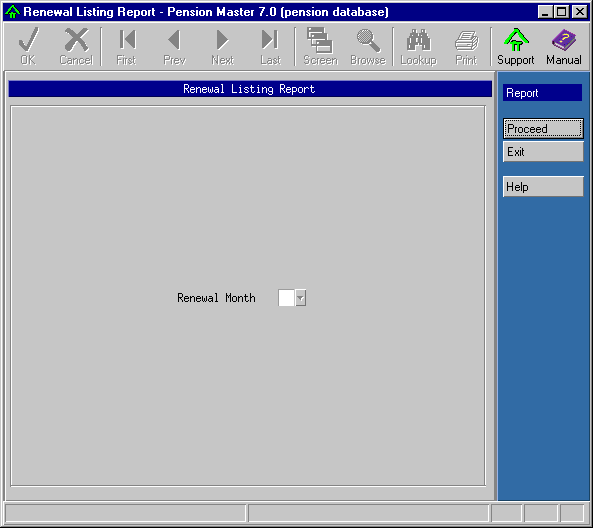 Renewal Listing Report - Pension Master 7.0 (pension database)
OK Cancel First Prev Next Last Screen Browse Lookup Print Support Manual
Renewal Listing Report
Report
Proceed
Exit
Help
Renewal Month